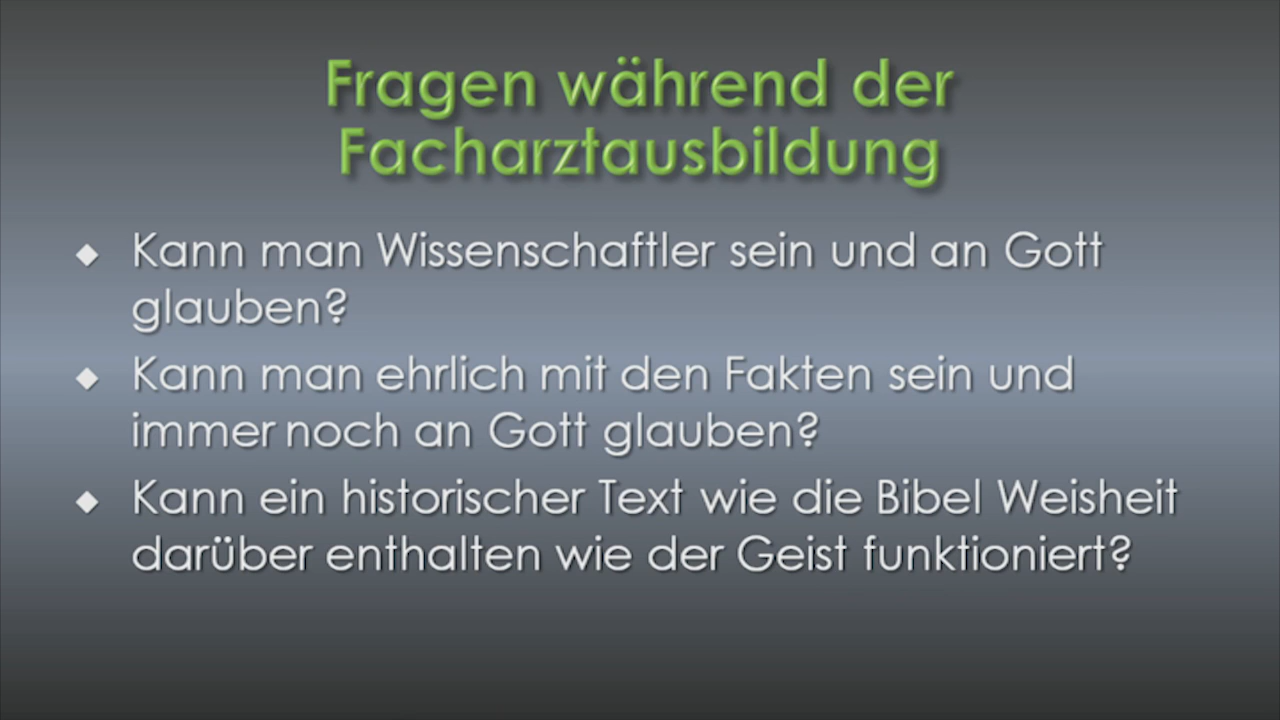 Fragen während der
Facharztausbildung
◆ Kann man Wissenschaftler sein und an Gott
glauben?
◆ Kann man ehrlich mit den Fakten sein und
immer noch an Gott glauben?
◆ Kann ein historischer Text wie die Bibel Weisheit
darüber enthalten wie der Geist funktioniert?